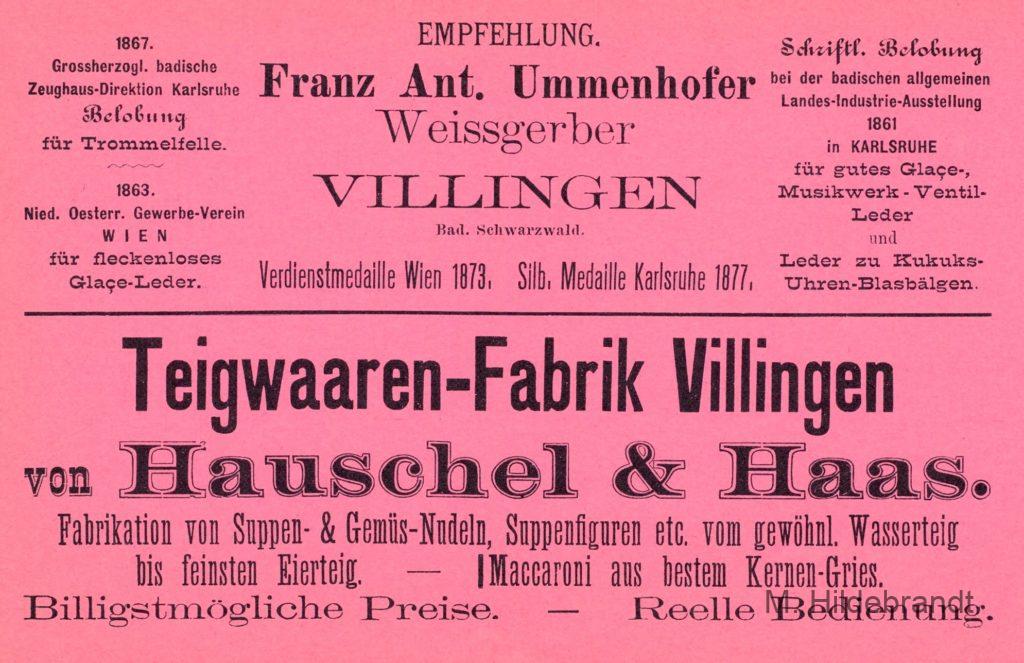 EMPFEHLUNG.
Franz Ant. Ummenhofer
Weissgerber
VILLINGEN
Bad. Schwarzwald.
Verdienstmedaille Wien 1873. Silb. Medaille Karlsruhe 1877.
1867.
Grossherzogl. badische
Zeughaus-Direktion Karlsruhe
Belobung
für Trommelfelle.
1863.
Nied. Oesterr. Gewerbe-Verein
WIEN
für fleckenloses
Glaçe-Leder.
Schriftl. Belobung
bei der badischen allgemeinen
Landes-Industrie-Ausstellung
1861
in KARLSRUHE
für gutes Glaçe-,
Musikwerk-Ventil-
Leder
und
Leder zu Kukuks-
Uhren-Blasbälgen.
Teigwaaren-Fabrik Villingen
von Hauschel & Haas.
Fabrikation von Suppen- & Gemüs-Nudeln, Suppenfiguren etc. vom gewöhnl. Wasserteig
bis feinsten Eierteig. — Maccaroni aus bestem Kernen-Gries.
Billigstmögliche Preise. — Reelle Bedienung.
M. Hildebrandt